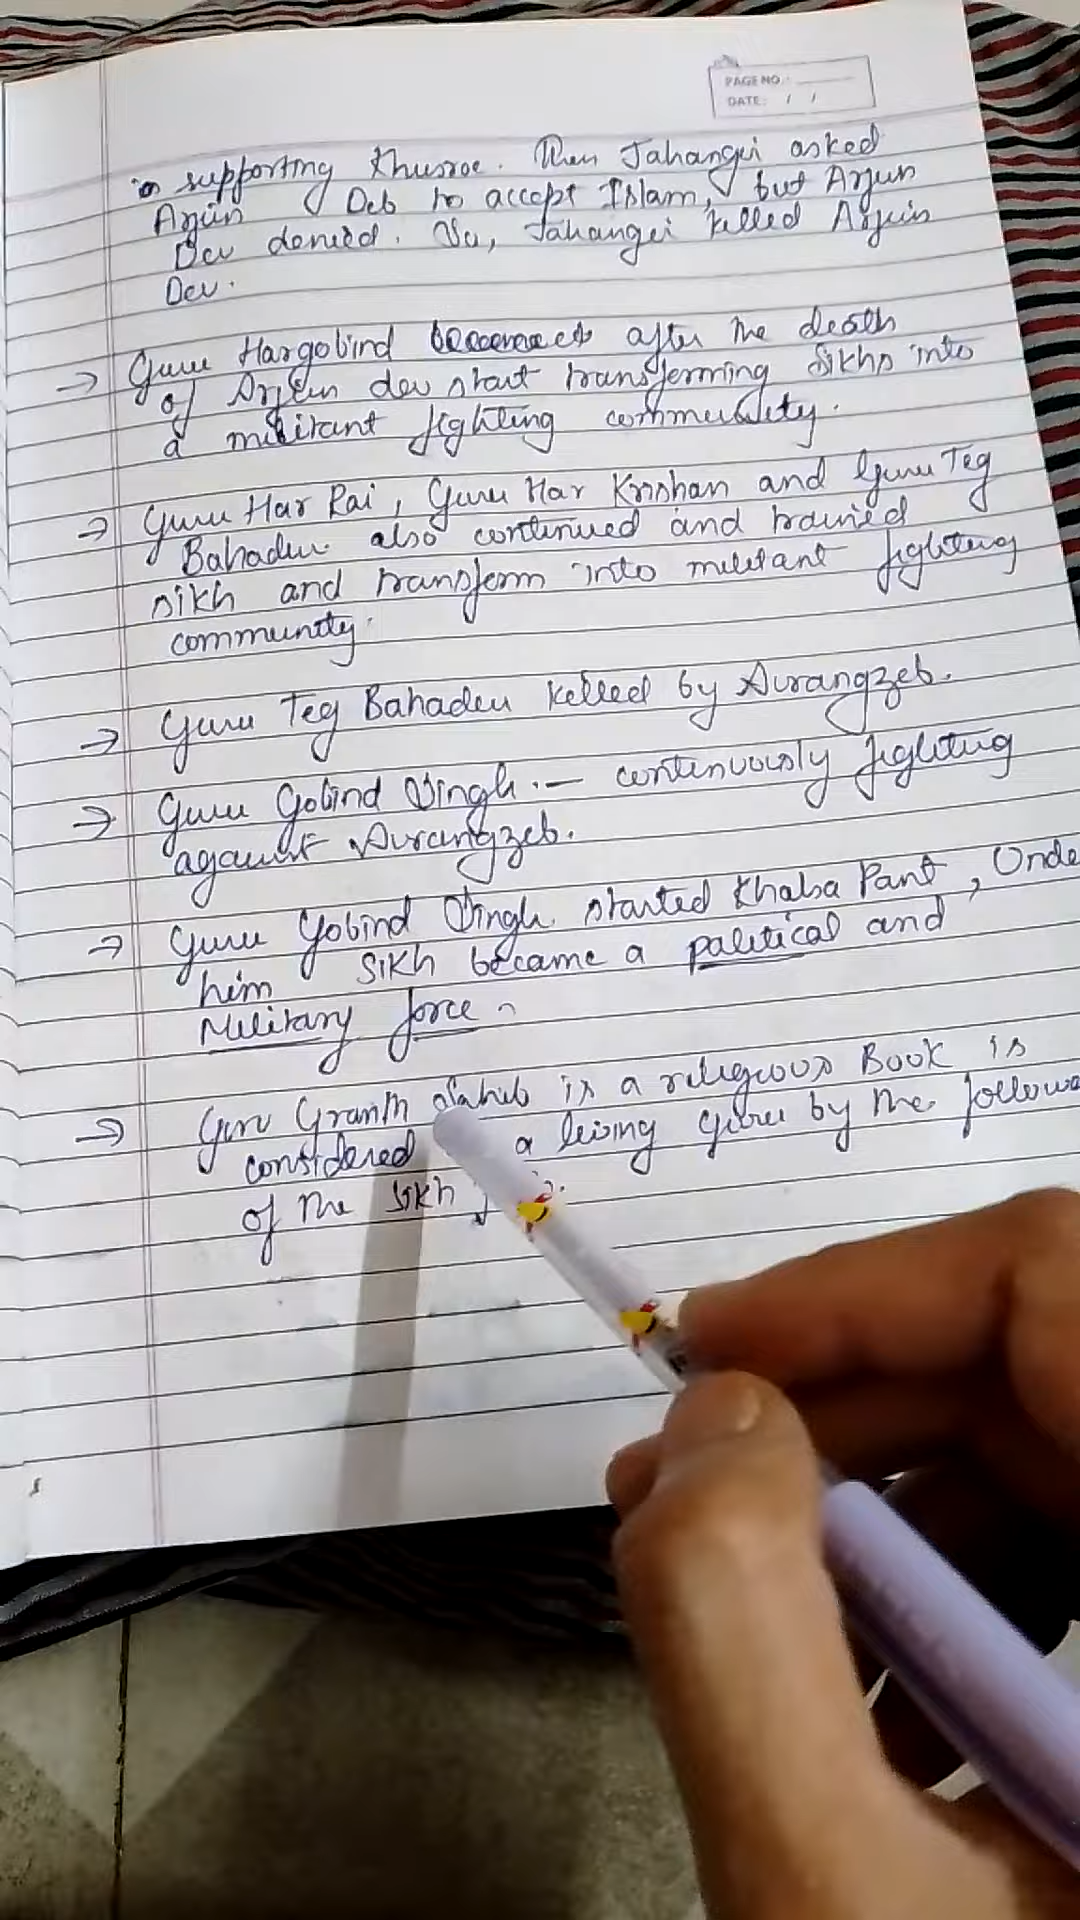 PAGE NO.:
DATE: / /
supporting Khusroe. Then Jahangir asked
Arjun Deb to accept Islam, but Arjun
Dev denied. So, Jahangir killed Arjun
Dev.
→ Guru Hargobind after the death
of Arjun dev start transferming Sikhs into
a militant fighting community.
→ Guru Har Rai, Guru Har Krishan and Guru Teg
Bahadur also continued and trained
sikh and transform into militant fighting
community.
→ Guru Teg Bahadur killed by Aurangzeb.
→ Guru Gobind Singh. — continuously fighting
against Aurangzeb.
→ Guru Gobind Singh started Khalsa Pant, Unde
him Sikh became a political and
Military force.
→ Guru Granth Sahib is a religious Book is
considered a living guru by the followe
of the Sikh